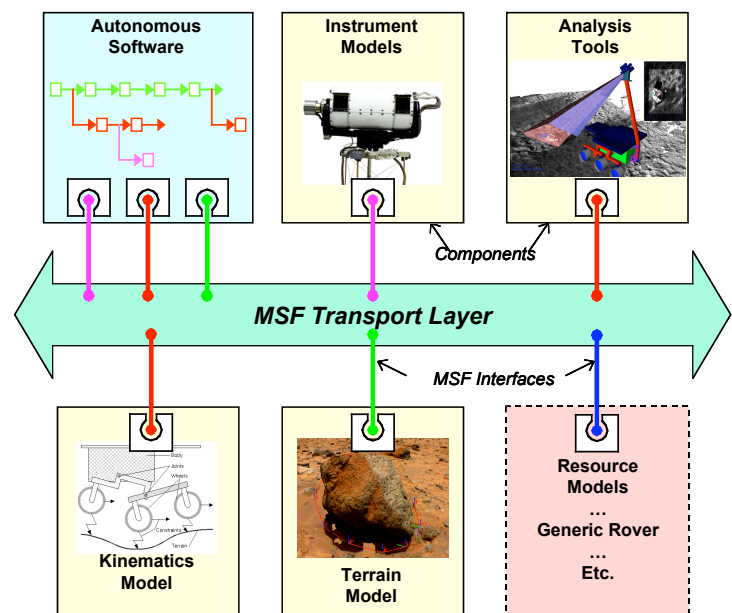 Autonomous
Software
Instrument
Models
Analysis
Tools
Components
MSF Transport Layer
MSF Interfaces
Body
Joints
Wheels
Constraints
Terrain
Kinematics
Model
Terrain
Model
Resource
Models
…
Generic Rover
…
Etc.